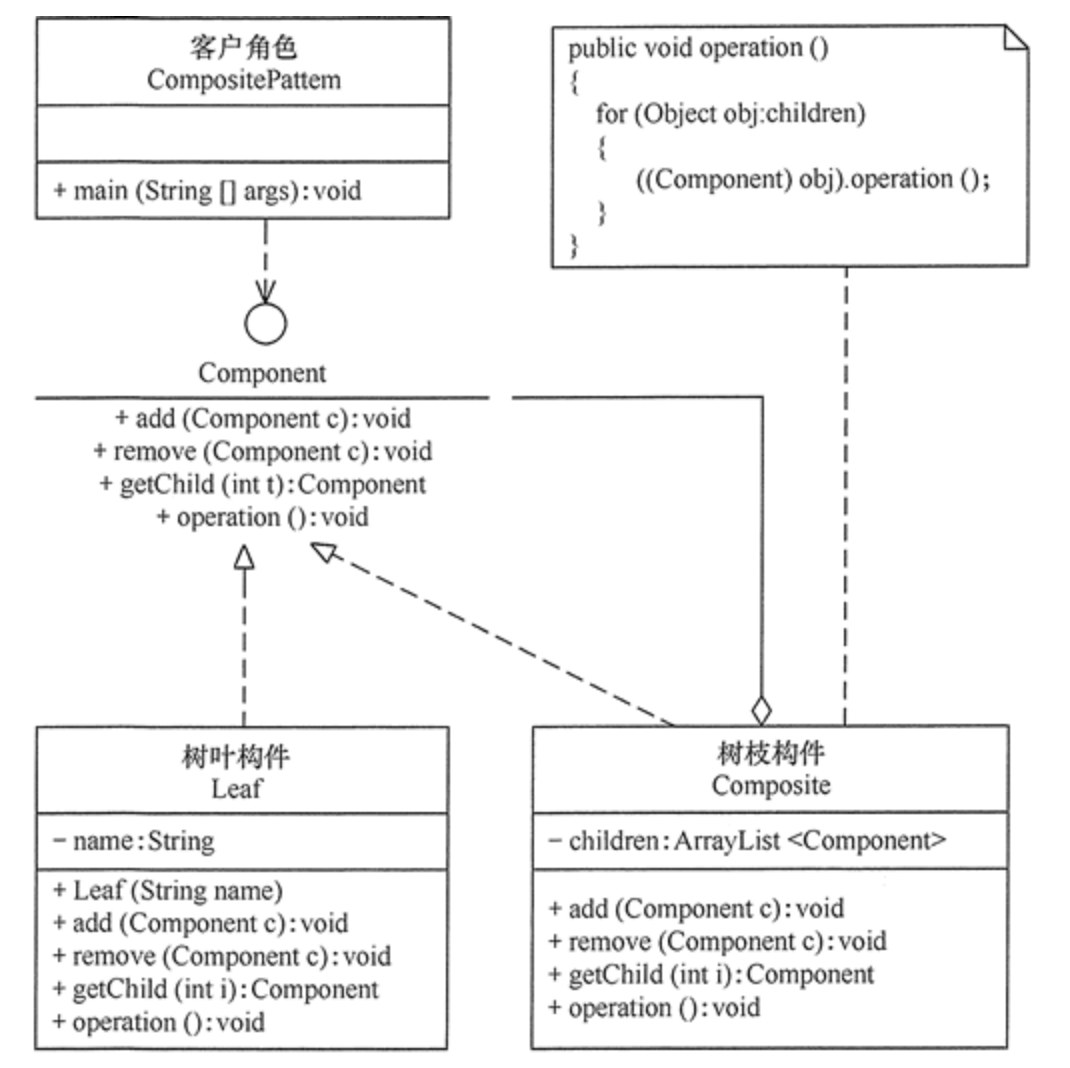 客户角色
CompositePattem
+ main (String [] args):void
public void operation ()
{
for (Object obj:children)
{
((Component) obj).operation ();
}
}
Component
+ add (Component c):void
+ remove (Component c):void
+ getChild (int t):Component
+ operation ():void
树叶构件
Leaf
− name:String
+ Leaf (String name)
+ add (Component c):void
+ remove (Component c):void
+ getChild (int i):Component
+ operation ():void
树枝构件
Composite
− children:ArrayList <Component>
+ add (Component c):void
+ remove (Component c):void
+ getChild (int i):Component
+ operation ():void